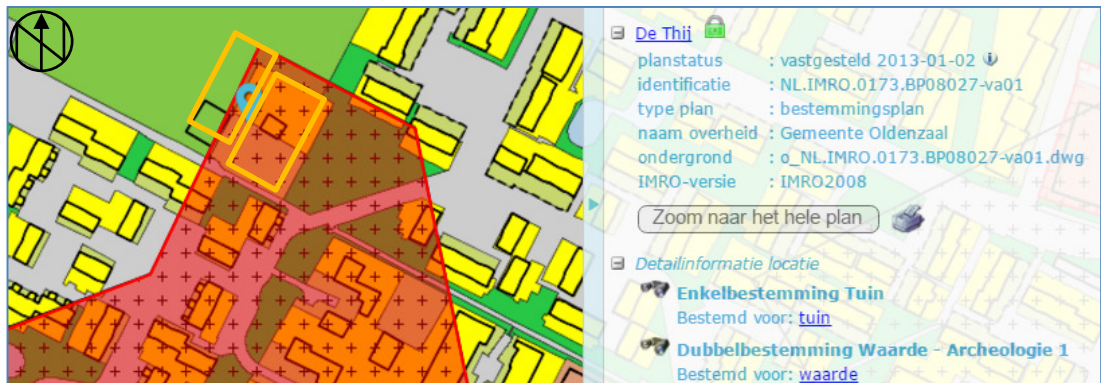 De Thij
planstatus : vastgesteld 2013-01-02
identificatie : NL.IMRO.0173.BP08027-va01
type plan : bestemmingsplan
naam overheid : Gemeente Oldenzaal
ondergrond : o_NL.IMRO.0173.BP08027-va01.dwg
IMRO-versie : IMRO2008
Zoom naar het hele plan
Detailinformatie locatie
Enkelbestemming Tuin
Bestemd voor: tuin
Dubbelbestemming Waarde - Archeologie 1
Bestemd voor: waarde